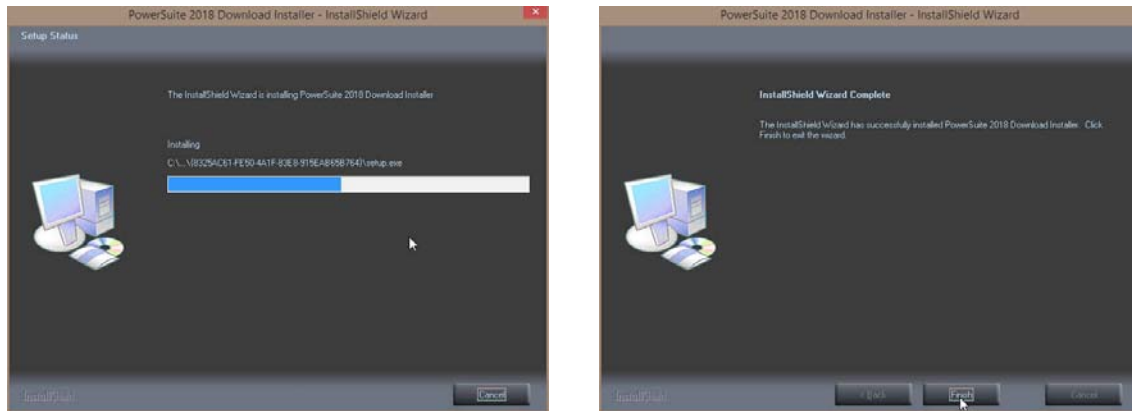 PowerSuite 2018 Download Installer - InstallShield Wizard
Setup Status
The InstallShield Wizard is installing PowerSuite 2018 Download Installer
Installing
C:\...\{8325AC61-FE50-4A1F-83E8-915EAB65B764}\setup.exe
InstallShield
Cancel
PowerSuite 2018 Download Installer - InstallShield Wizard
InstallShield Wizard Complete
The InstallShield Wizard has successfully installed PowerSuite 2018 Download Installer. Click
Finish to exit the wizard.
InstallShield
< Back
Finish
Cancel